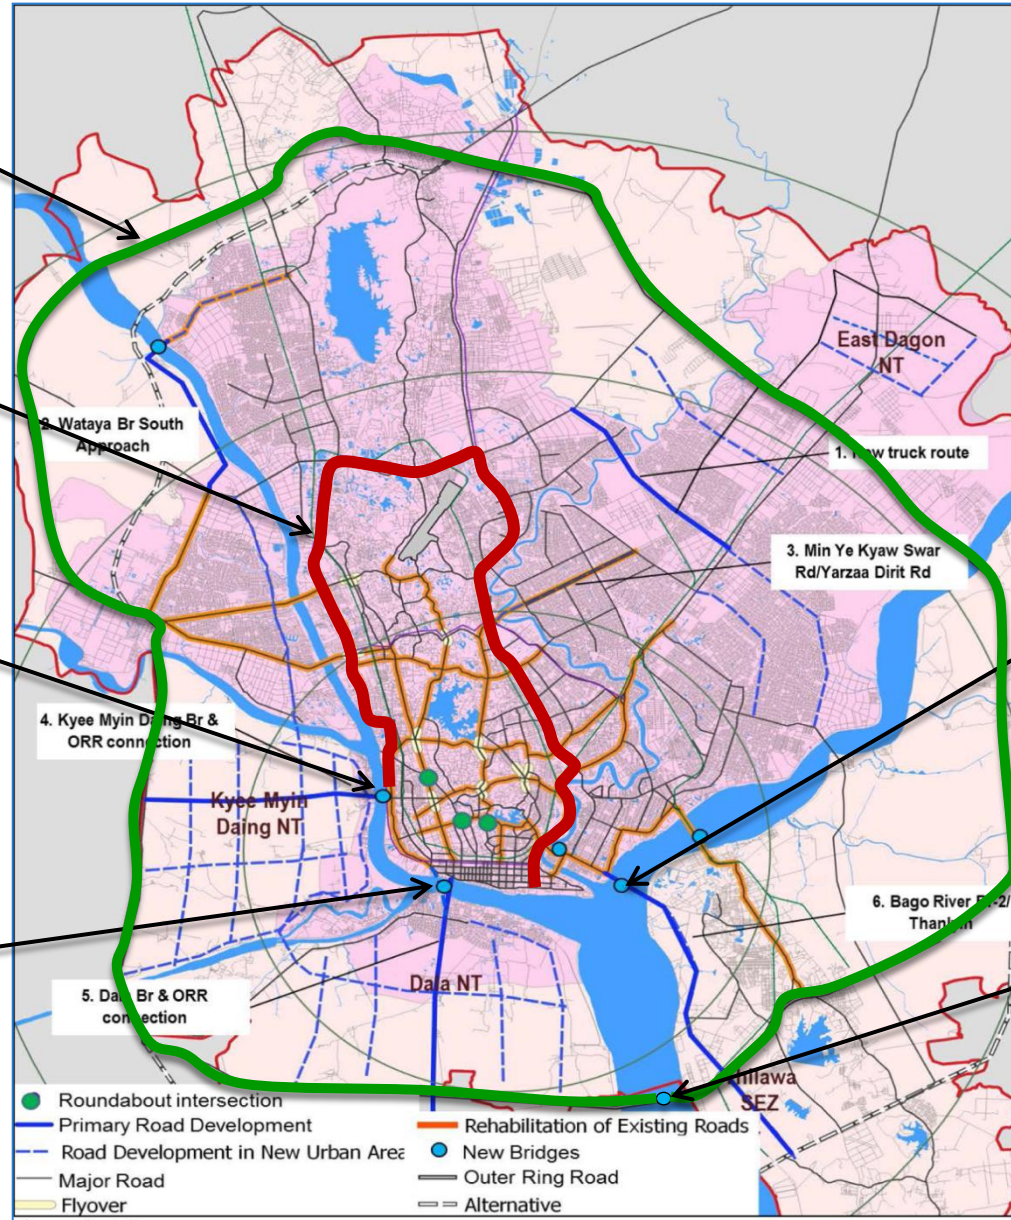 East Dagon
NT
2. Wataya Br South
Approach
1. New truck route
3. Min Ye Kyaw Swar
Rd/Yarzaa Dirit Rd
4. Kyee Myin Daing Br &
ORR connection
Kyee Myin
Daing NT
6. Bago River
Thanlyin
5. Dala Br & ORR
connection
Dala NT
SEZ
Roundabout intersection
Primary Road Development
Road Development in New Urban Area
Major Road
Flyover
Rehabilitation of Existing Roads
New Bridges
Outer Ring Road
Alternative